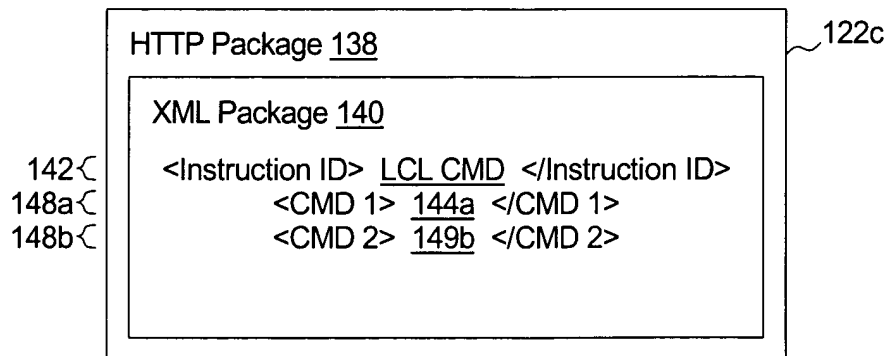 HTTP Package 138
122c
XML Package 140
142 <Instruction ID> LCL CMD </Instruction ID>
148a <CMD 1> 144a </CMD 1>
148b <CMD 2> 149b </CMD 2>